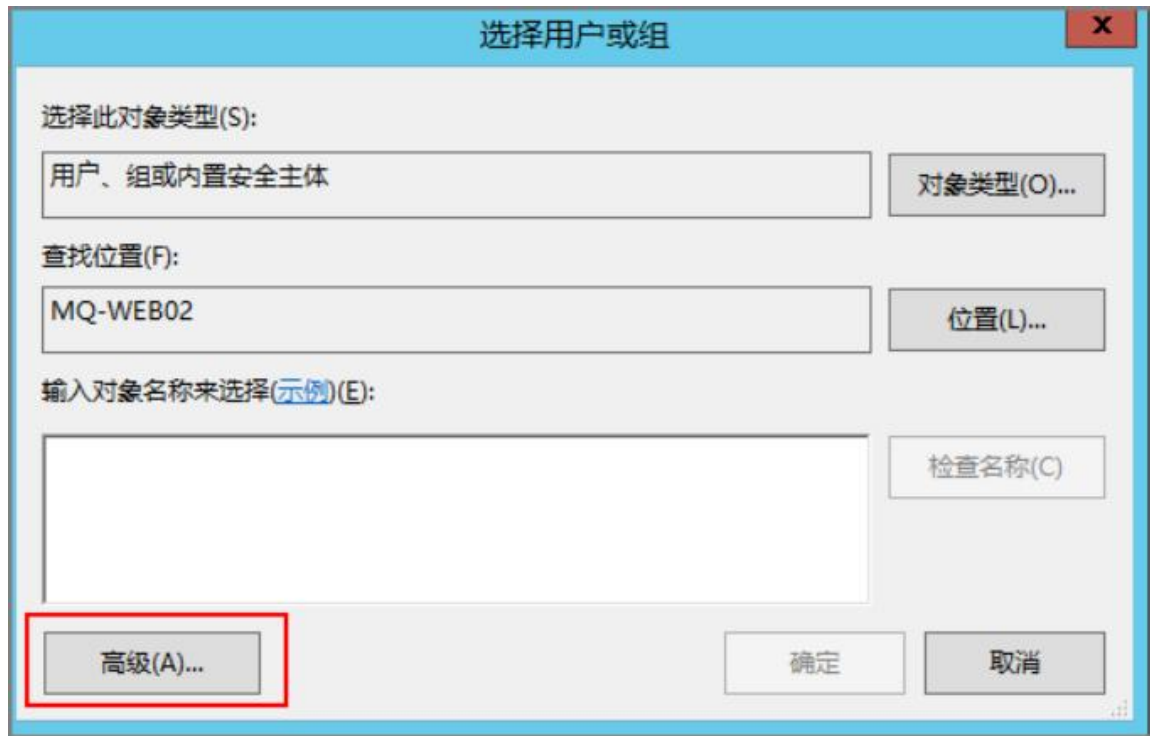 选择用户或组
x
选择此对象类型(S):
用户、组或内置安全主体
对象类型(O)...
查找位置(F):
MQ-WEB02
位置(L)...
输入对象名称来选择(示例)(E):
检查名称(C)
高级(A)...
确定
取消